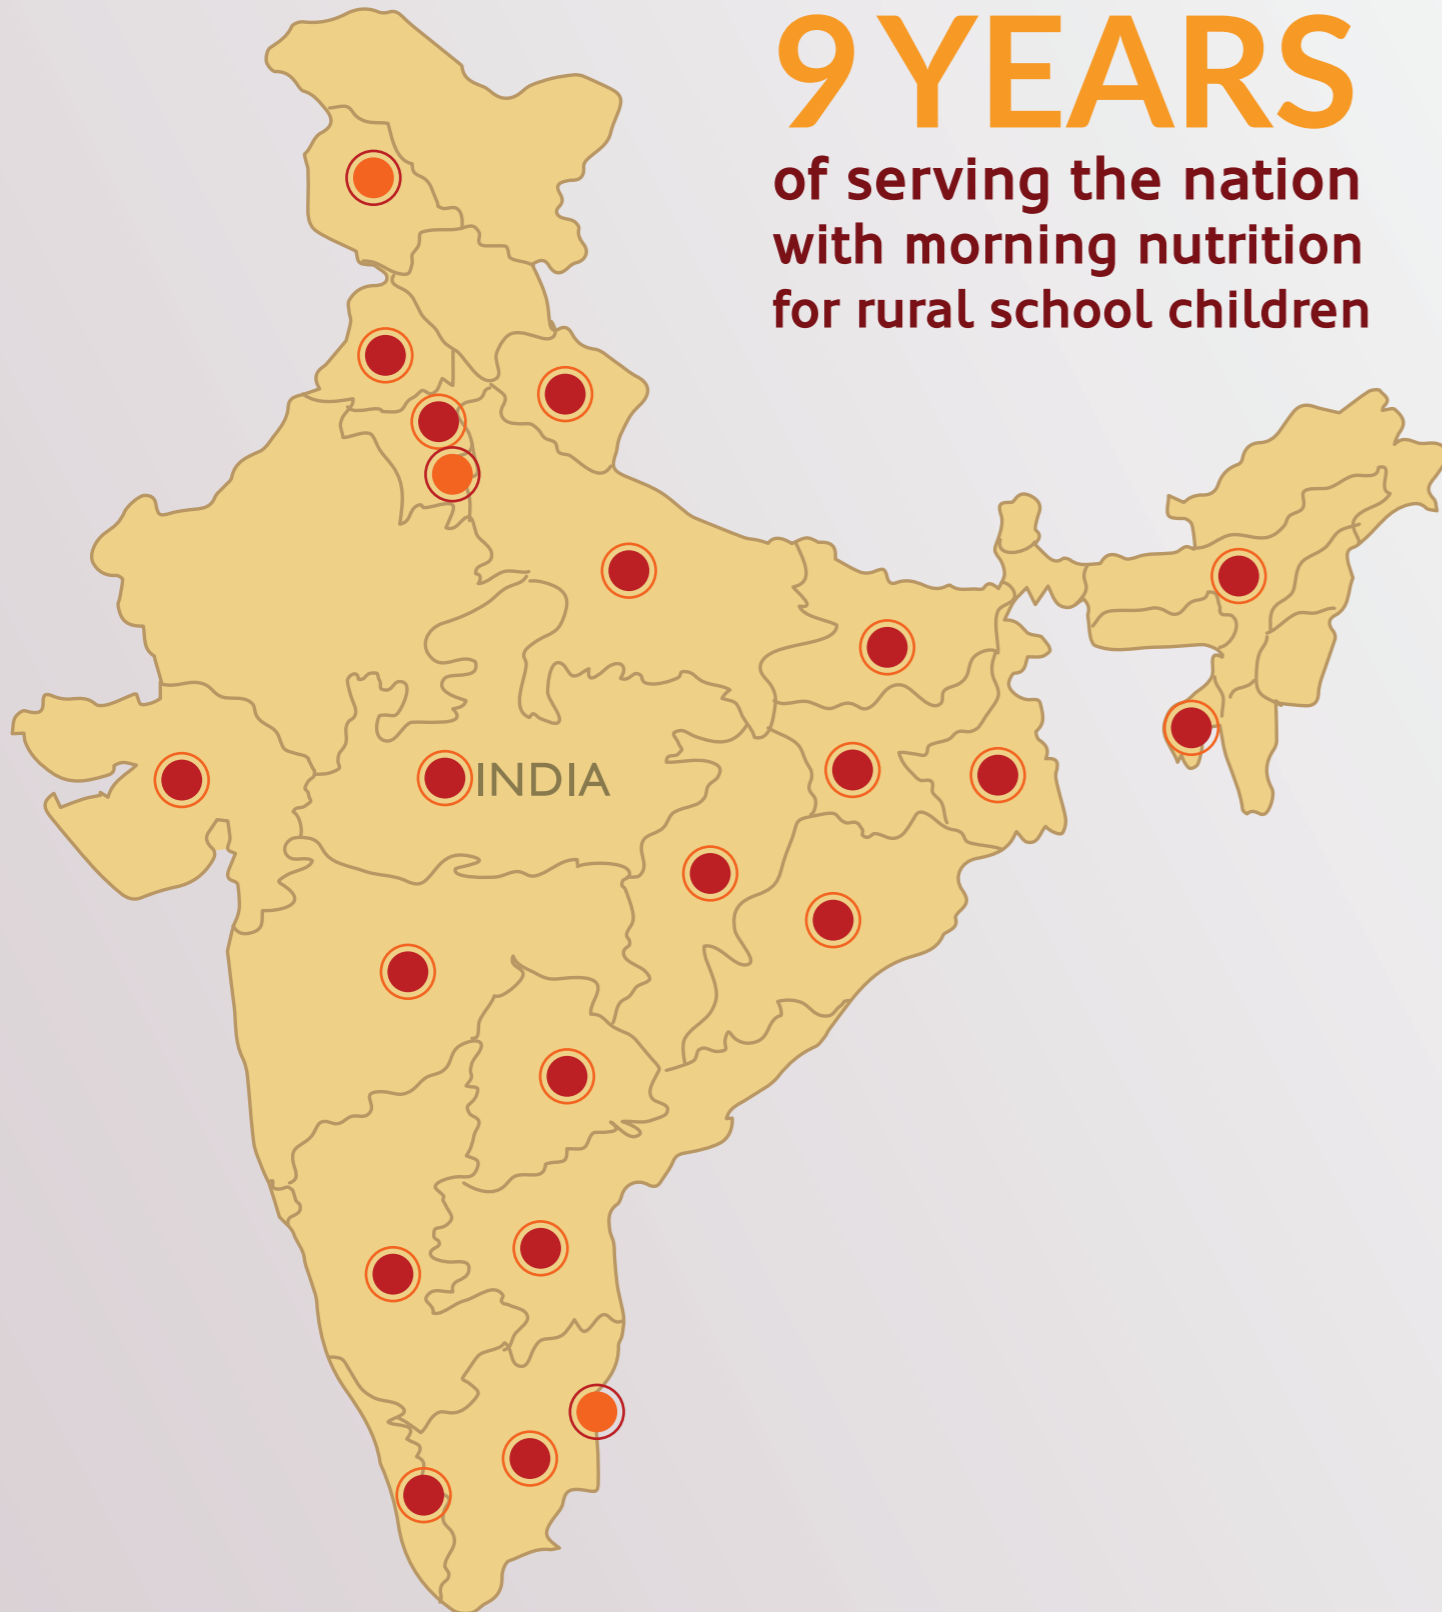 9 YEARS
of serving the nation
with morning nutrition
for rural school children
INDIA